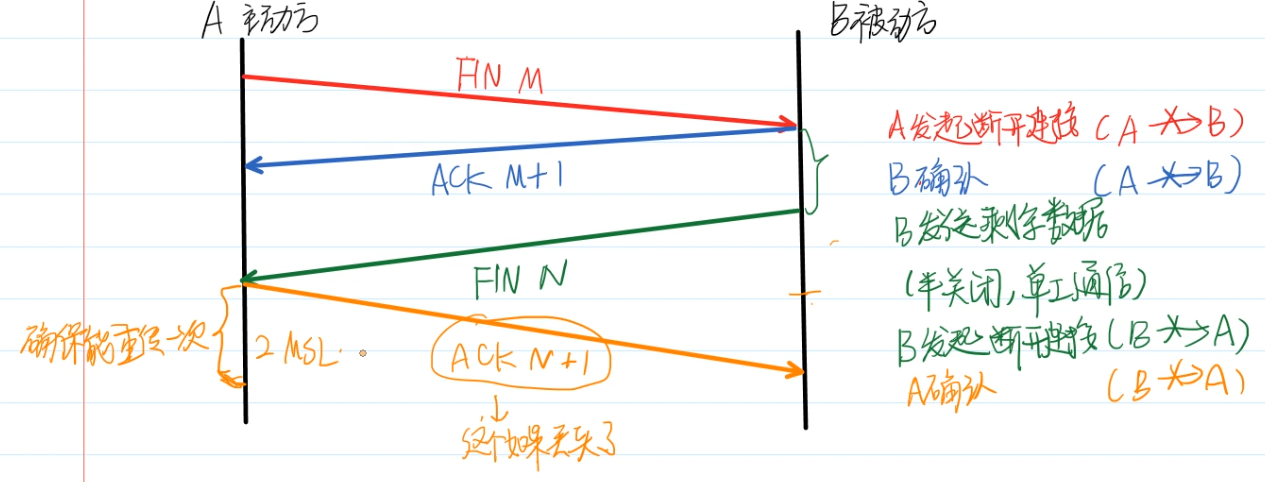 A 主动方
B 被动方
FIN M
ACK M+1
FIN N
ACK N+1
2 MSL.
确保能重传一次
这个如果丢失了
A发起断开连接 (A→B)
B确认 (A→B)
B发送剩余数据
(半关闭,单工通信)
B发起断开连接 (B→A)
A确认 (B→A)